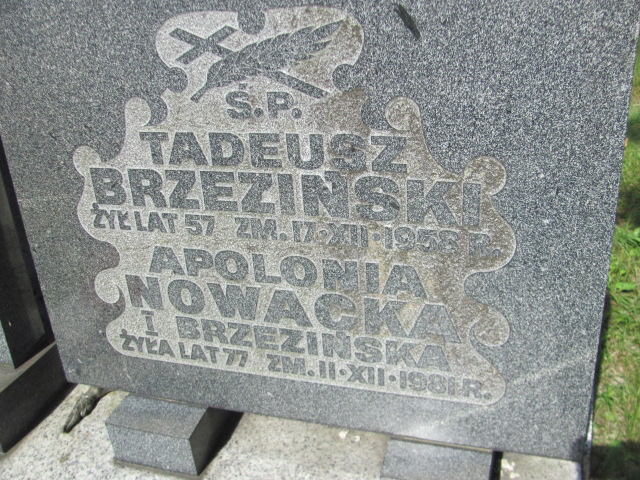 Ś.P.
TADEUSZ
BRZEZIŃSKI
ŻYŁ LAT 57 ZM. 17·XII·1958 R.
APOLONIA
NOWACKA
I BRZEZIŃSKA
ŻYŁA LAT 77 ZM. 11·XII·1981 R.